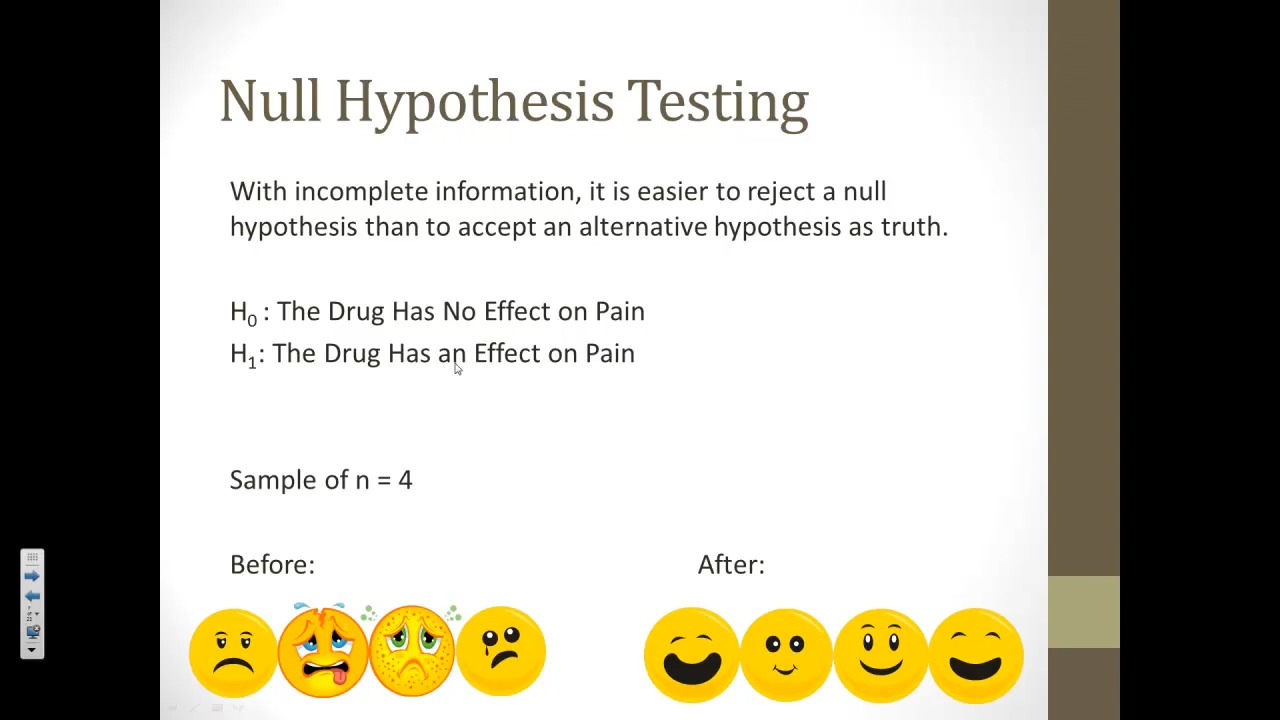 Null Hypothesis Testing
With incomplete information, it is easier to reject a null
hypothesis than to accept an alternative hypothesis as truth.
H0 : The Drug Has No Effect on Pain
H1: The Drug Has an Effect on Pain
Sample of n = 4
Before:
After: